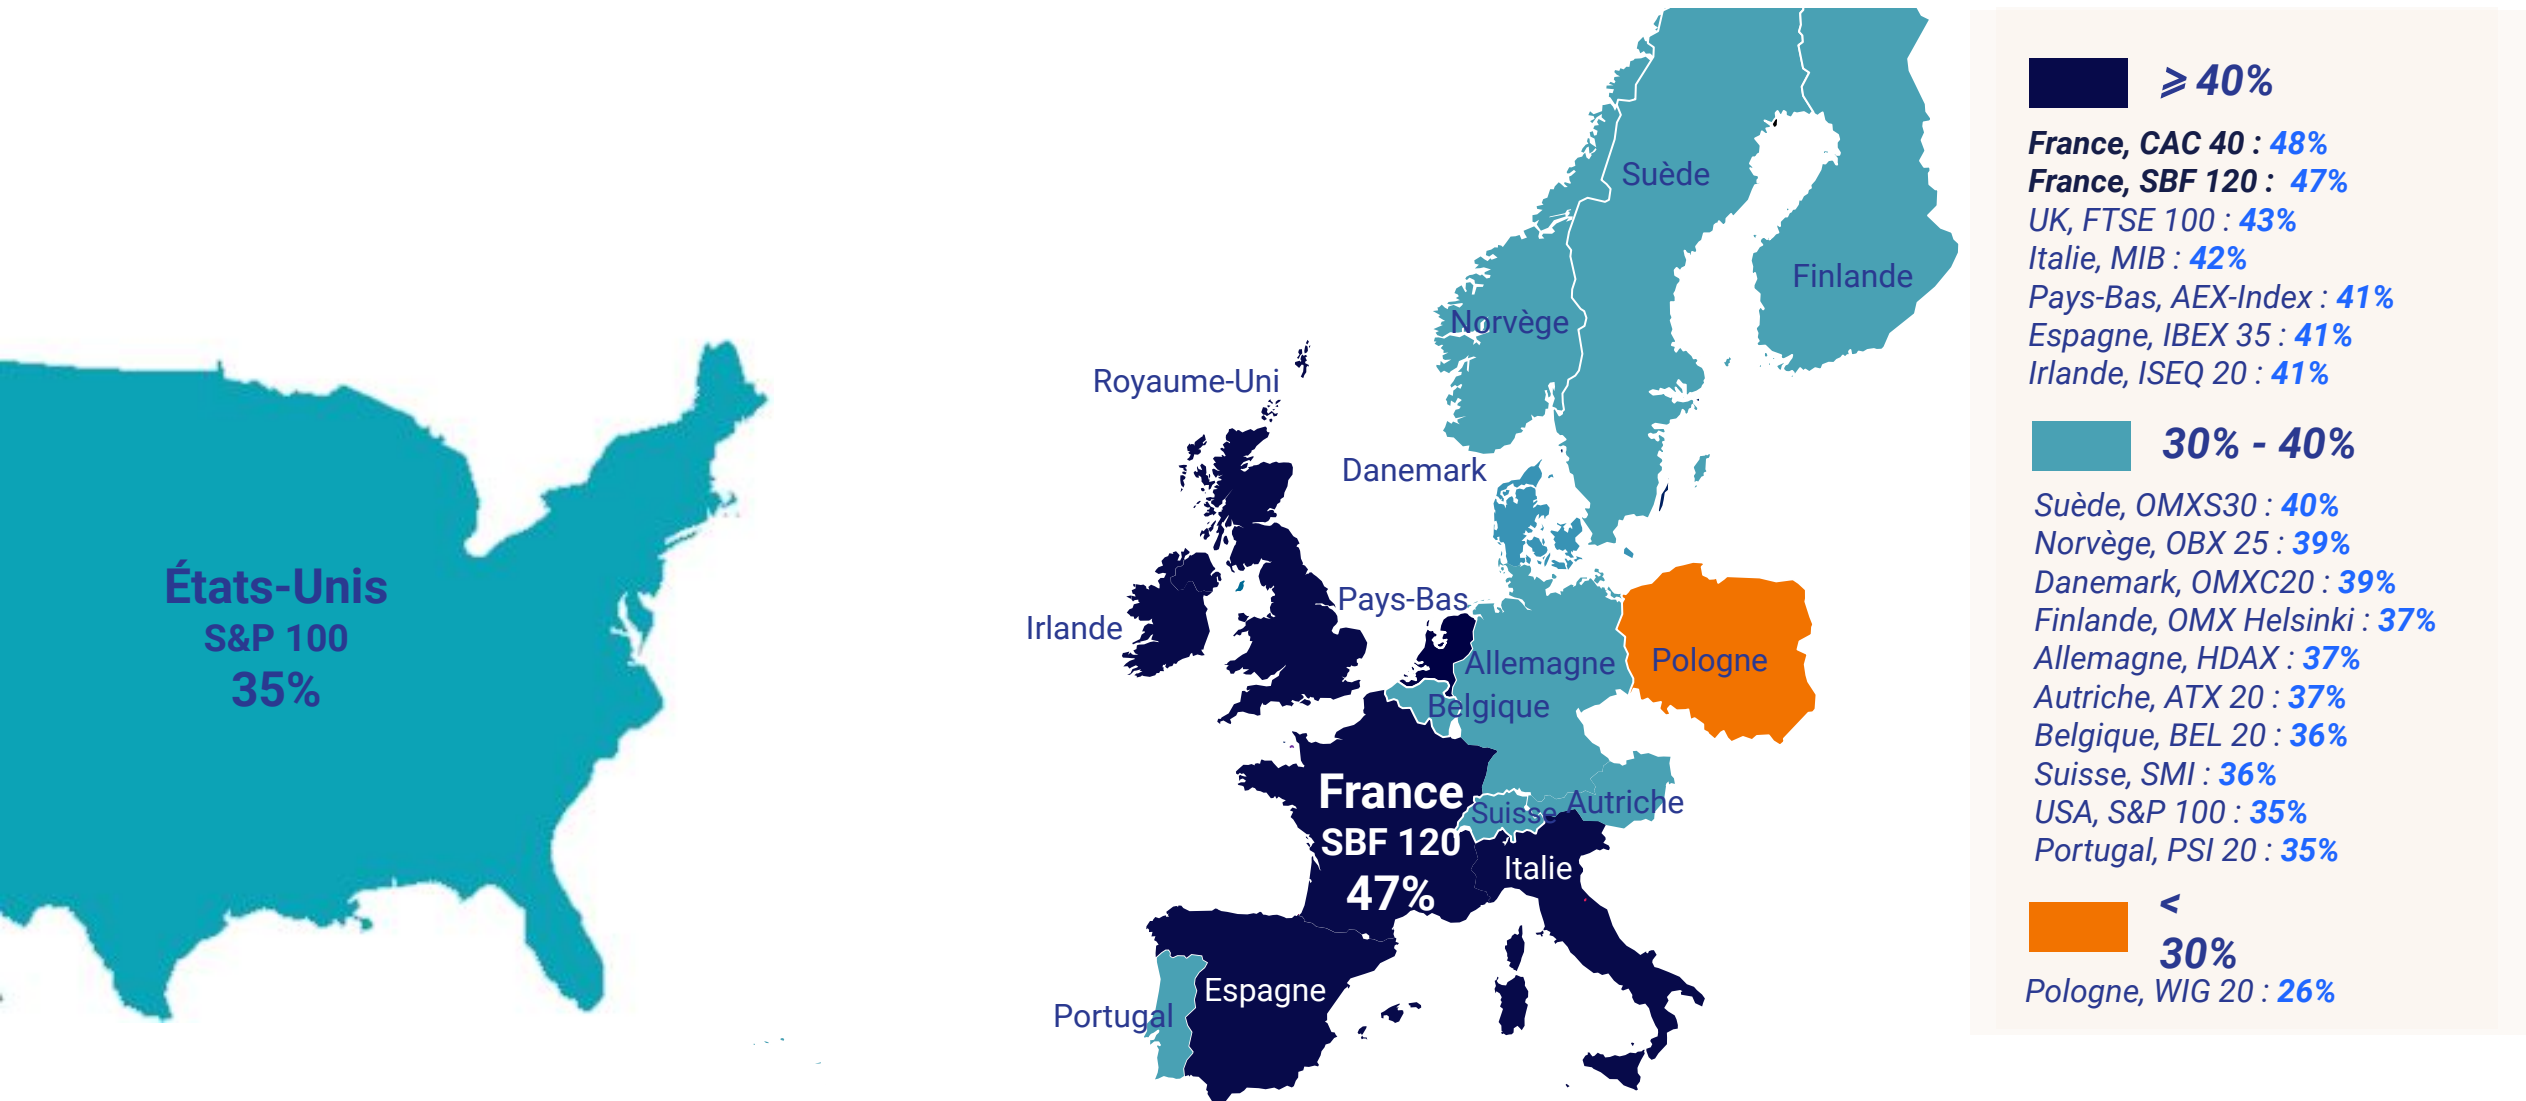 États-Unis
S&P 100
35%
Suède
Finlande
Norvège
Royaume-Uni
Danemark
Pays-Bas
Irlande
Allemagne
Pologne
Belgique
France
SBF 120
47%
Suisse
Autriche
Italie
Espagne
Portugal
⩾ 40%
France, CAC 40 : 48%
France, SBF 120 : 47%
UK, FTSE 100 : 43%
Italie, MIB : 42%
Pays-Bas, AEX-Index : 41%
Espagne, IBEX 35 : 41%
Irlande, ISEQ 20 : 41%
30% - 40%
Suède, OMXS30 : 40%
Norvège, OBX 25 : 39%
Danemark, OMXC20 : 39%
Finlande, OMX Helsinki : 37%
Allemagne, HDAX : 37%
Autriche, ATX 20 : 37%
Belgique, BEL 20 : 36%
Suisse, SMI : 36%
USA, S&P 100 : 35%
Portugal, PSI 20 : 35%
<
30%
Pologne, WIG 20 : 26%